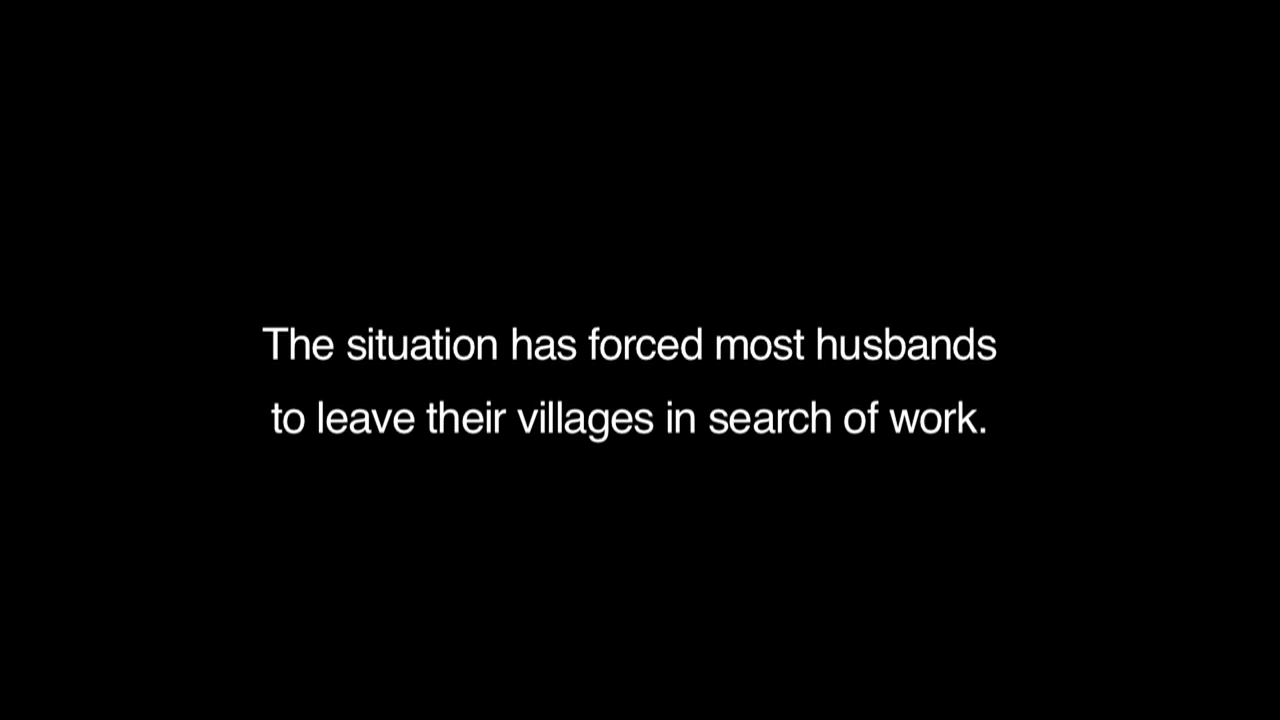 The situation has forced most husbands
to leave their villages in search of work.